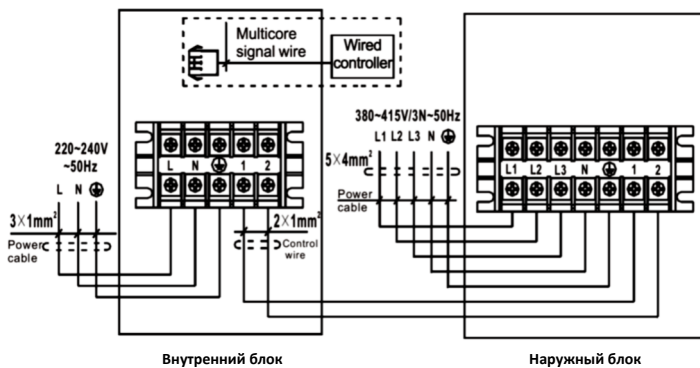 Multicore
signal wire
Wired
controller
220~240V
~50Hz
L N
3×1mm²
Power
cable
L N 1 2
2×1mm²
Control
wire
380~415V/3N~50Hz
L1 L2 L3 N
5×4mm²
Power
cable
L1 L2 L3 N 1 2
Внутренний блок
Наружный блок